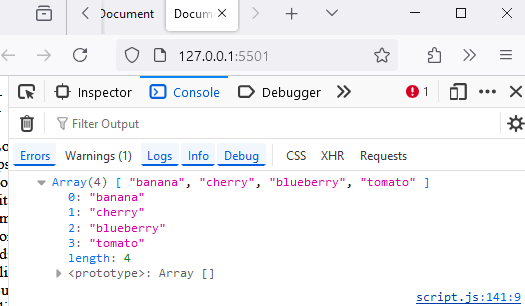 Document
Docum
127.0.0.1:5501
Inspector
Console
Debugger
1
Filter Output
Errors
Warnings (1)
Logs
Info
Debug
CSS
XHR
Requests
Array(4) [ "banana", "cherry", "blueberry", "tomato" ]
0: "banana"
1: "cherry"
2: "blueberry"
3: "tomato"
length: 4
<prototype>: Array []
script.js:141:9